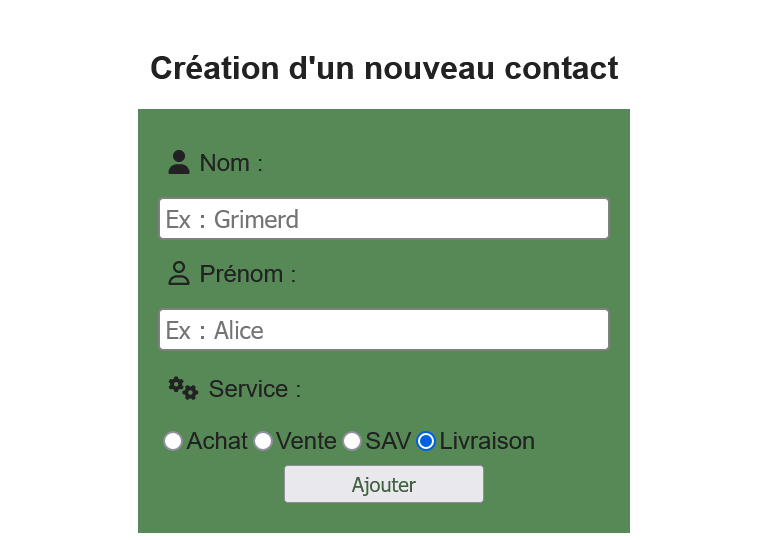 Création d'un nouveau contact
Nom :
Ex : Grimerd
Prénom :
Ex : Alice
Service :
Achat Vente SAV Livraison
Ajouter